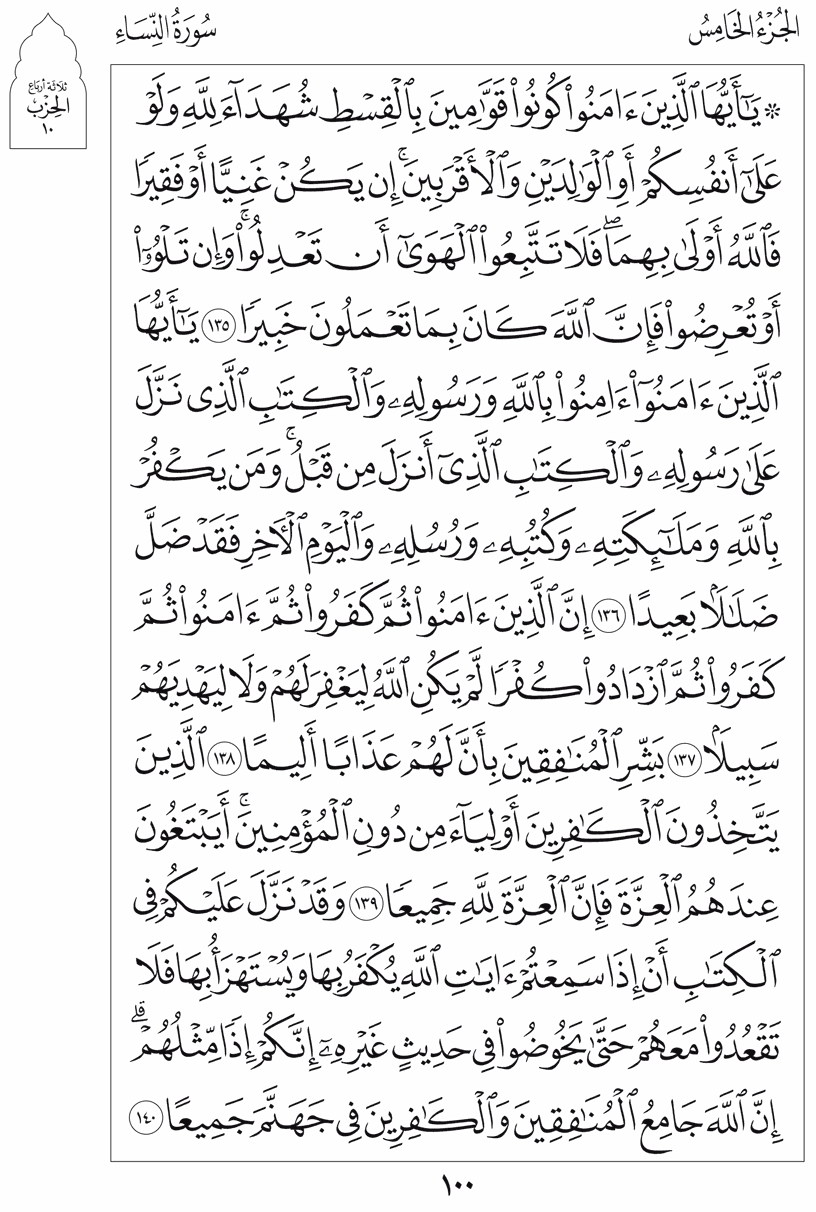 الجُزْءُ الخَامِسُ
سُورَةُ النِّسَاءِ
ثلاثة أرباع
الحِزْب
١٠
۞ يَـٰٓأَيُّهَا ٱلَّذِينَ ءَامَنُوا۟ كُونُوا۟ قَوَّٰمِينَ بِٱلْقِسْطِ شُهَدَآءَ لِلَّهِ وَلَوْ
عَلَىٰٓ أَنفُسِكُمْ أَوِ ٱلْوَٰلِدَيْنِ وَٱلْأَقْرَبِينَ ۚ إِن يَكُنْ غَنِيًّا أَوْ فَقِيرًا
فَٱللَّهُ أَوْلَىٰ بِهِمَا ۖ فَلَا تَتَّبِعُوا۟ ٱلْهَوَىٰٓ أَن تَعْدِلُوا۟ ۚ وَإِن تَلْوُۥٓا۟
أَوْ تُعْرِضُوا۟ فَإِنَّ ٱللَّهَ كَانَ بِمَا تَعْمَلُونَ خَبِيرًا ١٣٥ يَـٰٓأَيُّهَا
ٱلَّذِينَ ءَامَنُوٓا۟ ءَامِنُوا۟ بِٱللَّهِ وَرَسُولِهِۦ وَٱلْكِتَـٰبِ ٱلَّذِى نَزَّلَ
عَلَىٰ رَسُولِهِۦ وَٱلْكِتَـٰبِ ٱلَّذِىٓ أَنزَلَ مِن قَبْلُ ۚ وَمَن يَكْفُرْ
بِٱللَّهِ وَمَلَـٰٓئِكَتِهِۦ وَكُتُبِهِۦ وَرُسُلِهِۦ وَٱلْيَوْمِ ٱلْـَٔاخِرِ فَقَدْ ضَلَّ
ضَلَـٰلًۢا بَعِيدًا ١٣٦ إِنَّ ٱلَّذِينَ ءَامَنُوا۟ ثُمَّ كَفَرُوا۟ ثُمَّ ءَامَنُوا۟ ثُمَّ
كَفَرُوا۟ ثُمَّ ٱزْدَادُوا۟ كُفْرًا لَّمْ يَكُنِ ٱللَّهُ لِيَغْفِرَ لَهُمْ وَلَا لِيَهْدِيَهُمْ
سَبِيلًۢا ١٣٧ بَشِّرِ ٱلْمُنَـٰفِقِينَ بِأَنَّ لَهُمْ عَذَابًا أَلِيمًا ١٣٨ ٱلَّذِينَ
يَتَّخِذُونَ ٱلْكَـٰفِرِينَ أَوْلِيَآءَ مِن دُونِ ٱلْمُؤْمِنِينَ ۚ أَيَبْتَغُونَ
عِندَهُمُ ٱلْعِزَّةَ فَإِنَّ ٱلْعِزَّةَ لِلَّهِ جَمِيعًا ١٣٩ وَقَدْ نَزَّلَ عَلَيْكُمْ فِى
ٱلْكِتَـٰبِ أَنْ إِذَا سَمِعْتُمْ ءَايَـٰتِ ٱللَّهِ يُكْفَرُ بِهَا وَيُسْتَهْزَأُ بِهَا فَلَا
تَقْعُدُوا۟ مَعَهُمْ حَتَّىٰ يَخُوضُوا۟ فِى حَدِيثٍ غَيْرِهِۦٓ ۚ إِنَّكُمْ إِذًا مِّثْلُهُمْ ۗ
إِنَّ ٱللَّهَ جَامِعُ ٱلْمُنَـٰفِقِينَ وَٱلْكَـٰفِرِينَ فِى جَهَنَّمَ جَمِيعًا ١٤٠
١٠٠